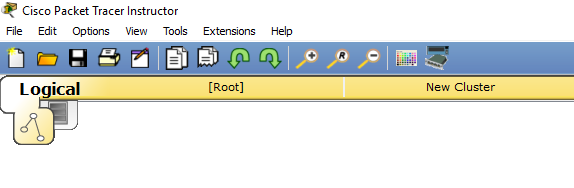 Cisco Packet Tracer Instructor
File Edit Options View Tools Extensions Help
R
Logical [Root] New Cluster